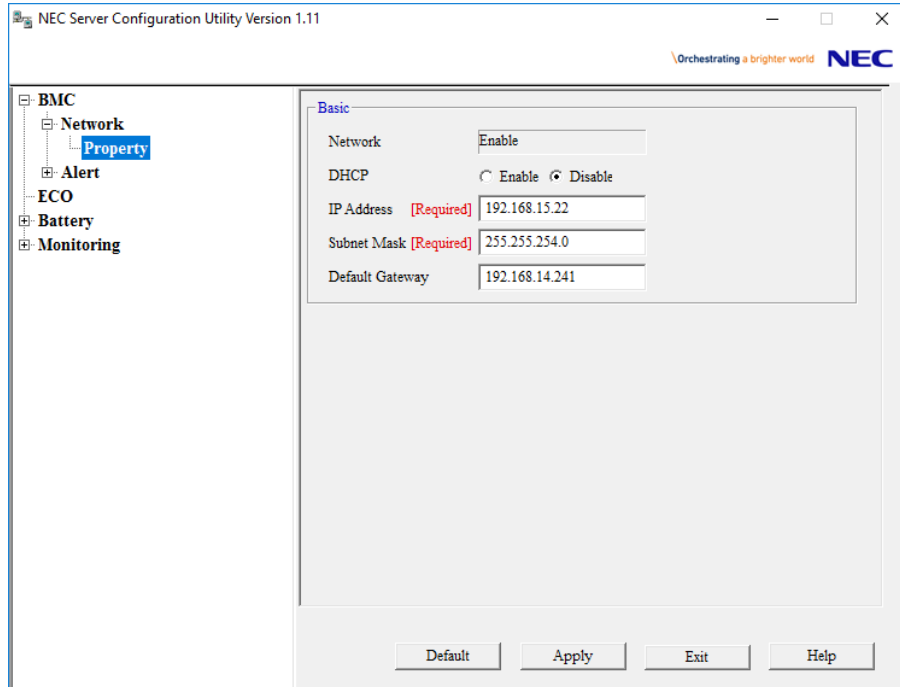 NEC Server Configuration Utility Version 1.11
\Orchestrating a brighter world NEC
BMC
Network
Property
Alert
ECO
Battery
Monitoring
Basic
Network Enable
DHCP Enable Disable
IP Address [Required] 192.168.15.22
Subnet Mask [Required] 255.255.254.0
Default Gateway 192.168.14.241
Default Apply Exit Help